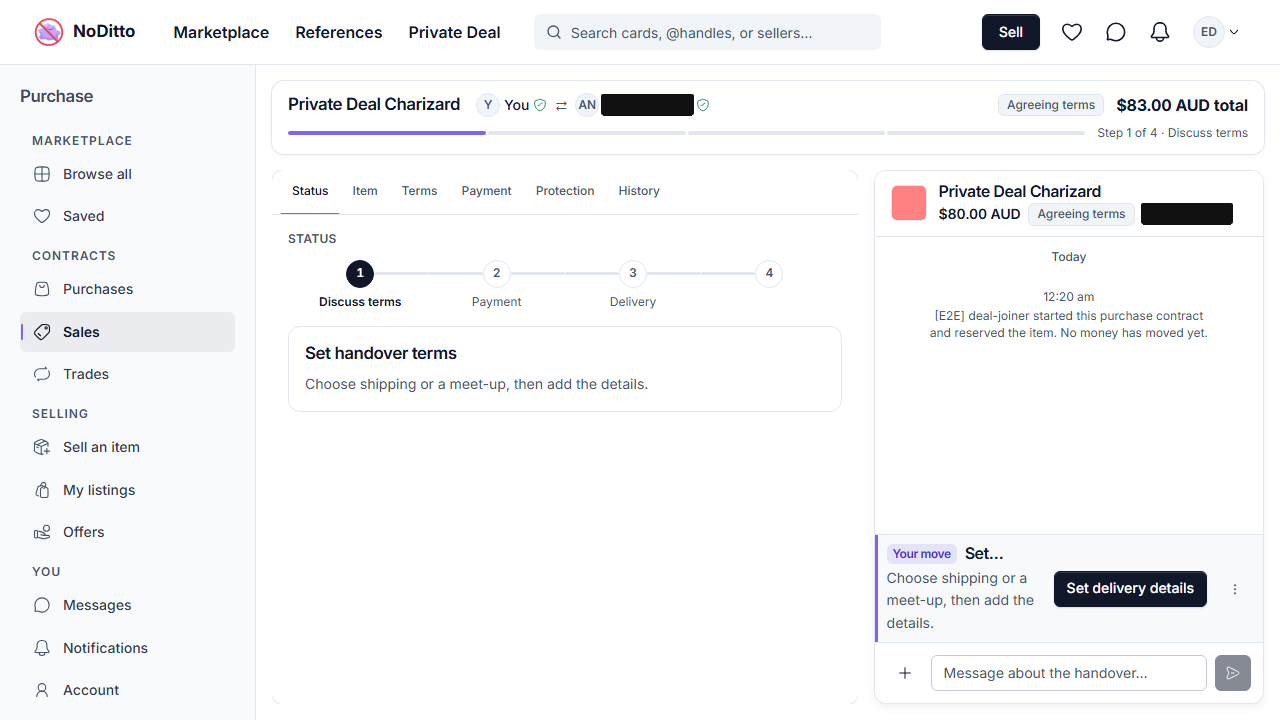 NoDitto
Marketplace
References
Private Deal
Search cards, @handles, or sellers...
Sell
ED
Purchase
MARKETPLACE
Browse all
Saved
CONTRACTS
Purchases
Sales
Trades
SELLING
Sell an item
My listings
Offers
YOU
Messages
Notifications
Account
Private Deal Charizard
Y You
AN
Agreeing terms
$83.00 AUD total
Step 1 of 4 · Discuss terms
Status
Item
Terms
Payment
Protection
History
STATUS
1 2 3 4
Discuss terms
Payment
Delivery
Set handover terms
Choose shipping or a meet-up, then add the details.
Private Deal Charizard
$80.00 AUD
Agreeing terms
Today
12:20 am
[E2E] deal-joiner started this purchase contract
and reserved the item. No money has moved yet.
Your move
Set...
Choose shipping or a
meet-up, then add the
details.
Set delivery details
Message about the handover...